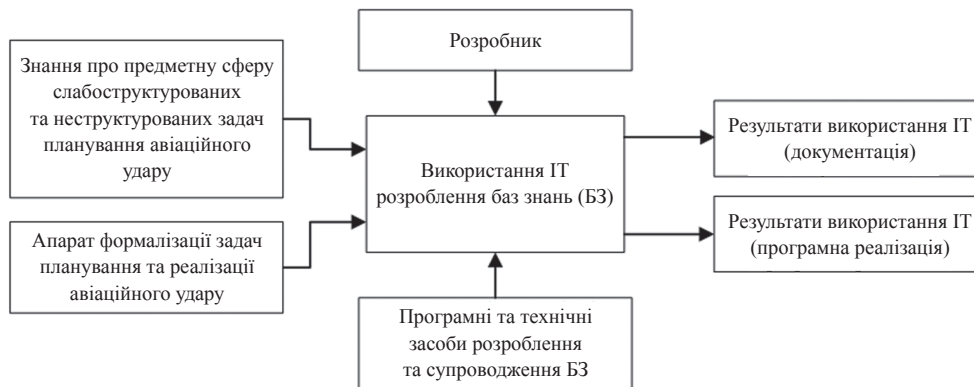 Розробник
Знання про предметну сферу
слабоструктурованих
та неструктурованих задач
планування авіаційного
удару
Апарат формалізації задач
планування та реалізації
авіаційного удару
Використання ІТ
розроблення баз знань (БЗ)
Програмні та технічні
засоби розроблення
та супроводження БЗ
Результати використання ІТ
(документація)
Результати використання ІТ
(програмна реалізація)